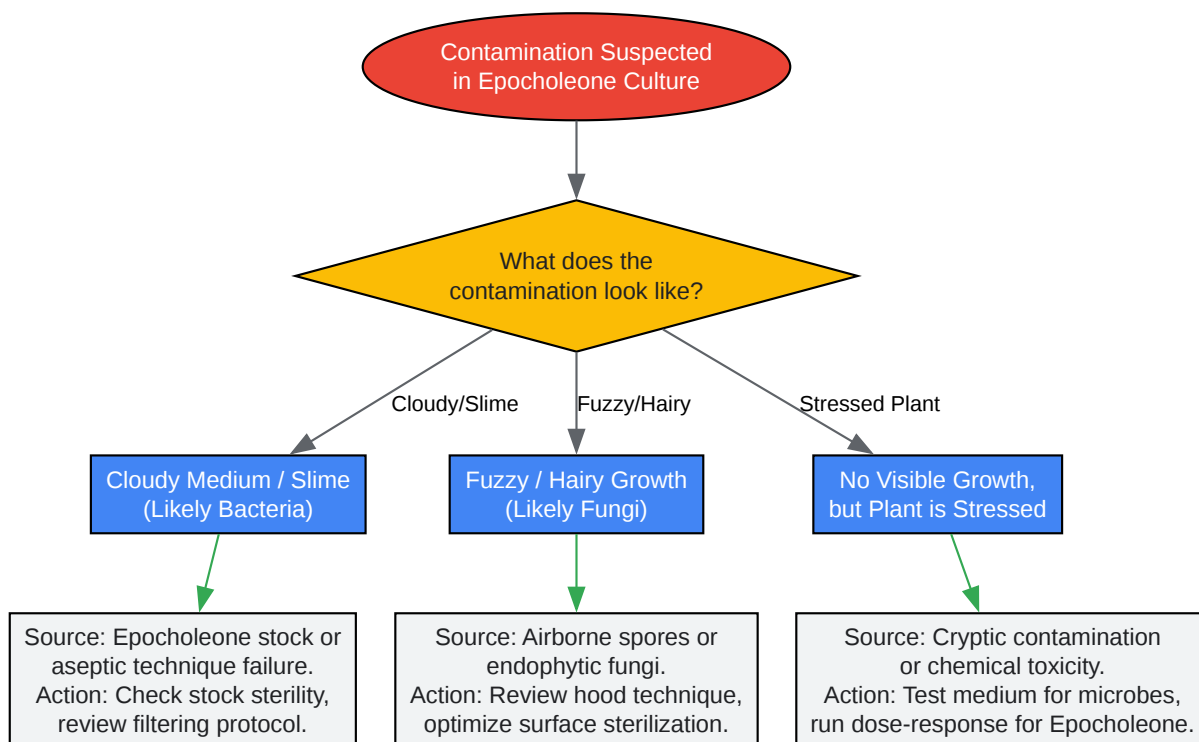 Contamination Suspected
in Epocholeone Culture
What does the
contamination look like?
Cloudy/Slime
Fuzzy/Hairy
Stressed Plant
Cloudy Medium / Slime
(Likely Bacteria)
Fuzzy / Hairy Growth
(Likely Fungi)
No Visible Growth,
but Plant is Stressed
Source: Epocholeone stock or
aseptic technique failure.
Action: Check stock sterility,
review filtering protocol.
Source: Airborne spores or
endophytic fungi.
Action: Review hood technique,
optimize surface sterilization.
Source: Cryptic contamination
or chemical toxicity.
Action: Test medium for microbes,
run dose-response for Epocholeone.